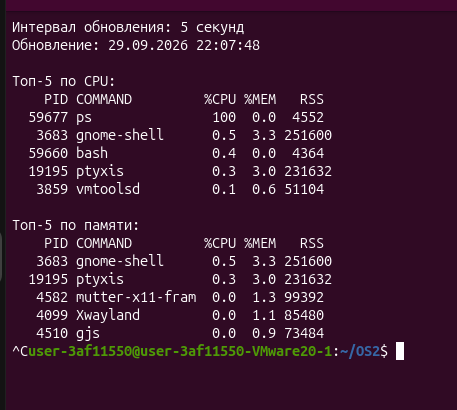 Интервал обновления: 5 секунд
Обновление: 29.09.2026 22:07:48
Топ-5 по CPU:
PID COMMAND %CPU %MEM RSS
59677 ps 100 0.0 4552
3683 gnome-shell 0.5 3.3 251600
59660 bash 0.4 0.0 4364
19195 ptyxis 0.3 3.0 231632
3859 vmtoolsd 0.1 0.6 51104
Топ-5 по памяти:
PID COMMAND %CPU %MEM RSS
3683 gnome-shell 0.5 3.3 251600
19195 ptyxis 0.3 3.0 231632
4582 mutter-x11-fram 0.0 1.3 99392
4099 Xwayland 0.0 1.1 85480
4510 gjs 0.0 0.9 73484
^Cuser-3af11550@user-3af11550-VMware20-1:~/OS2$